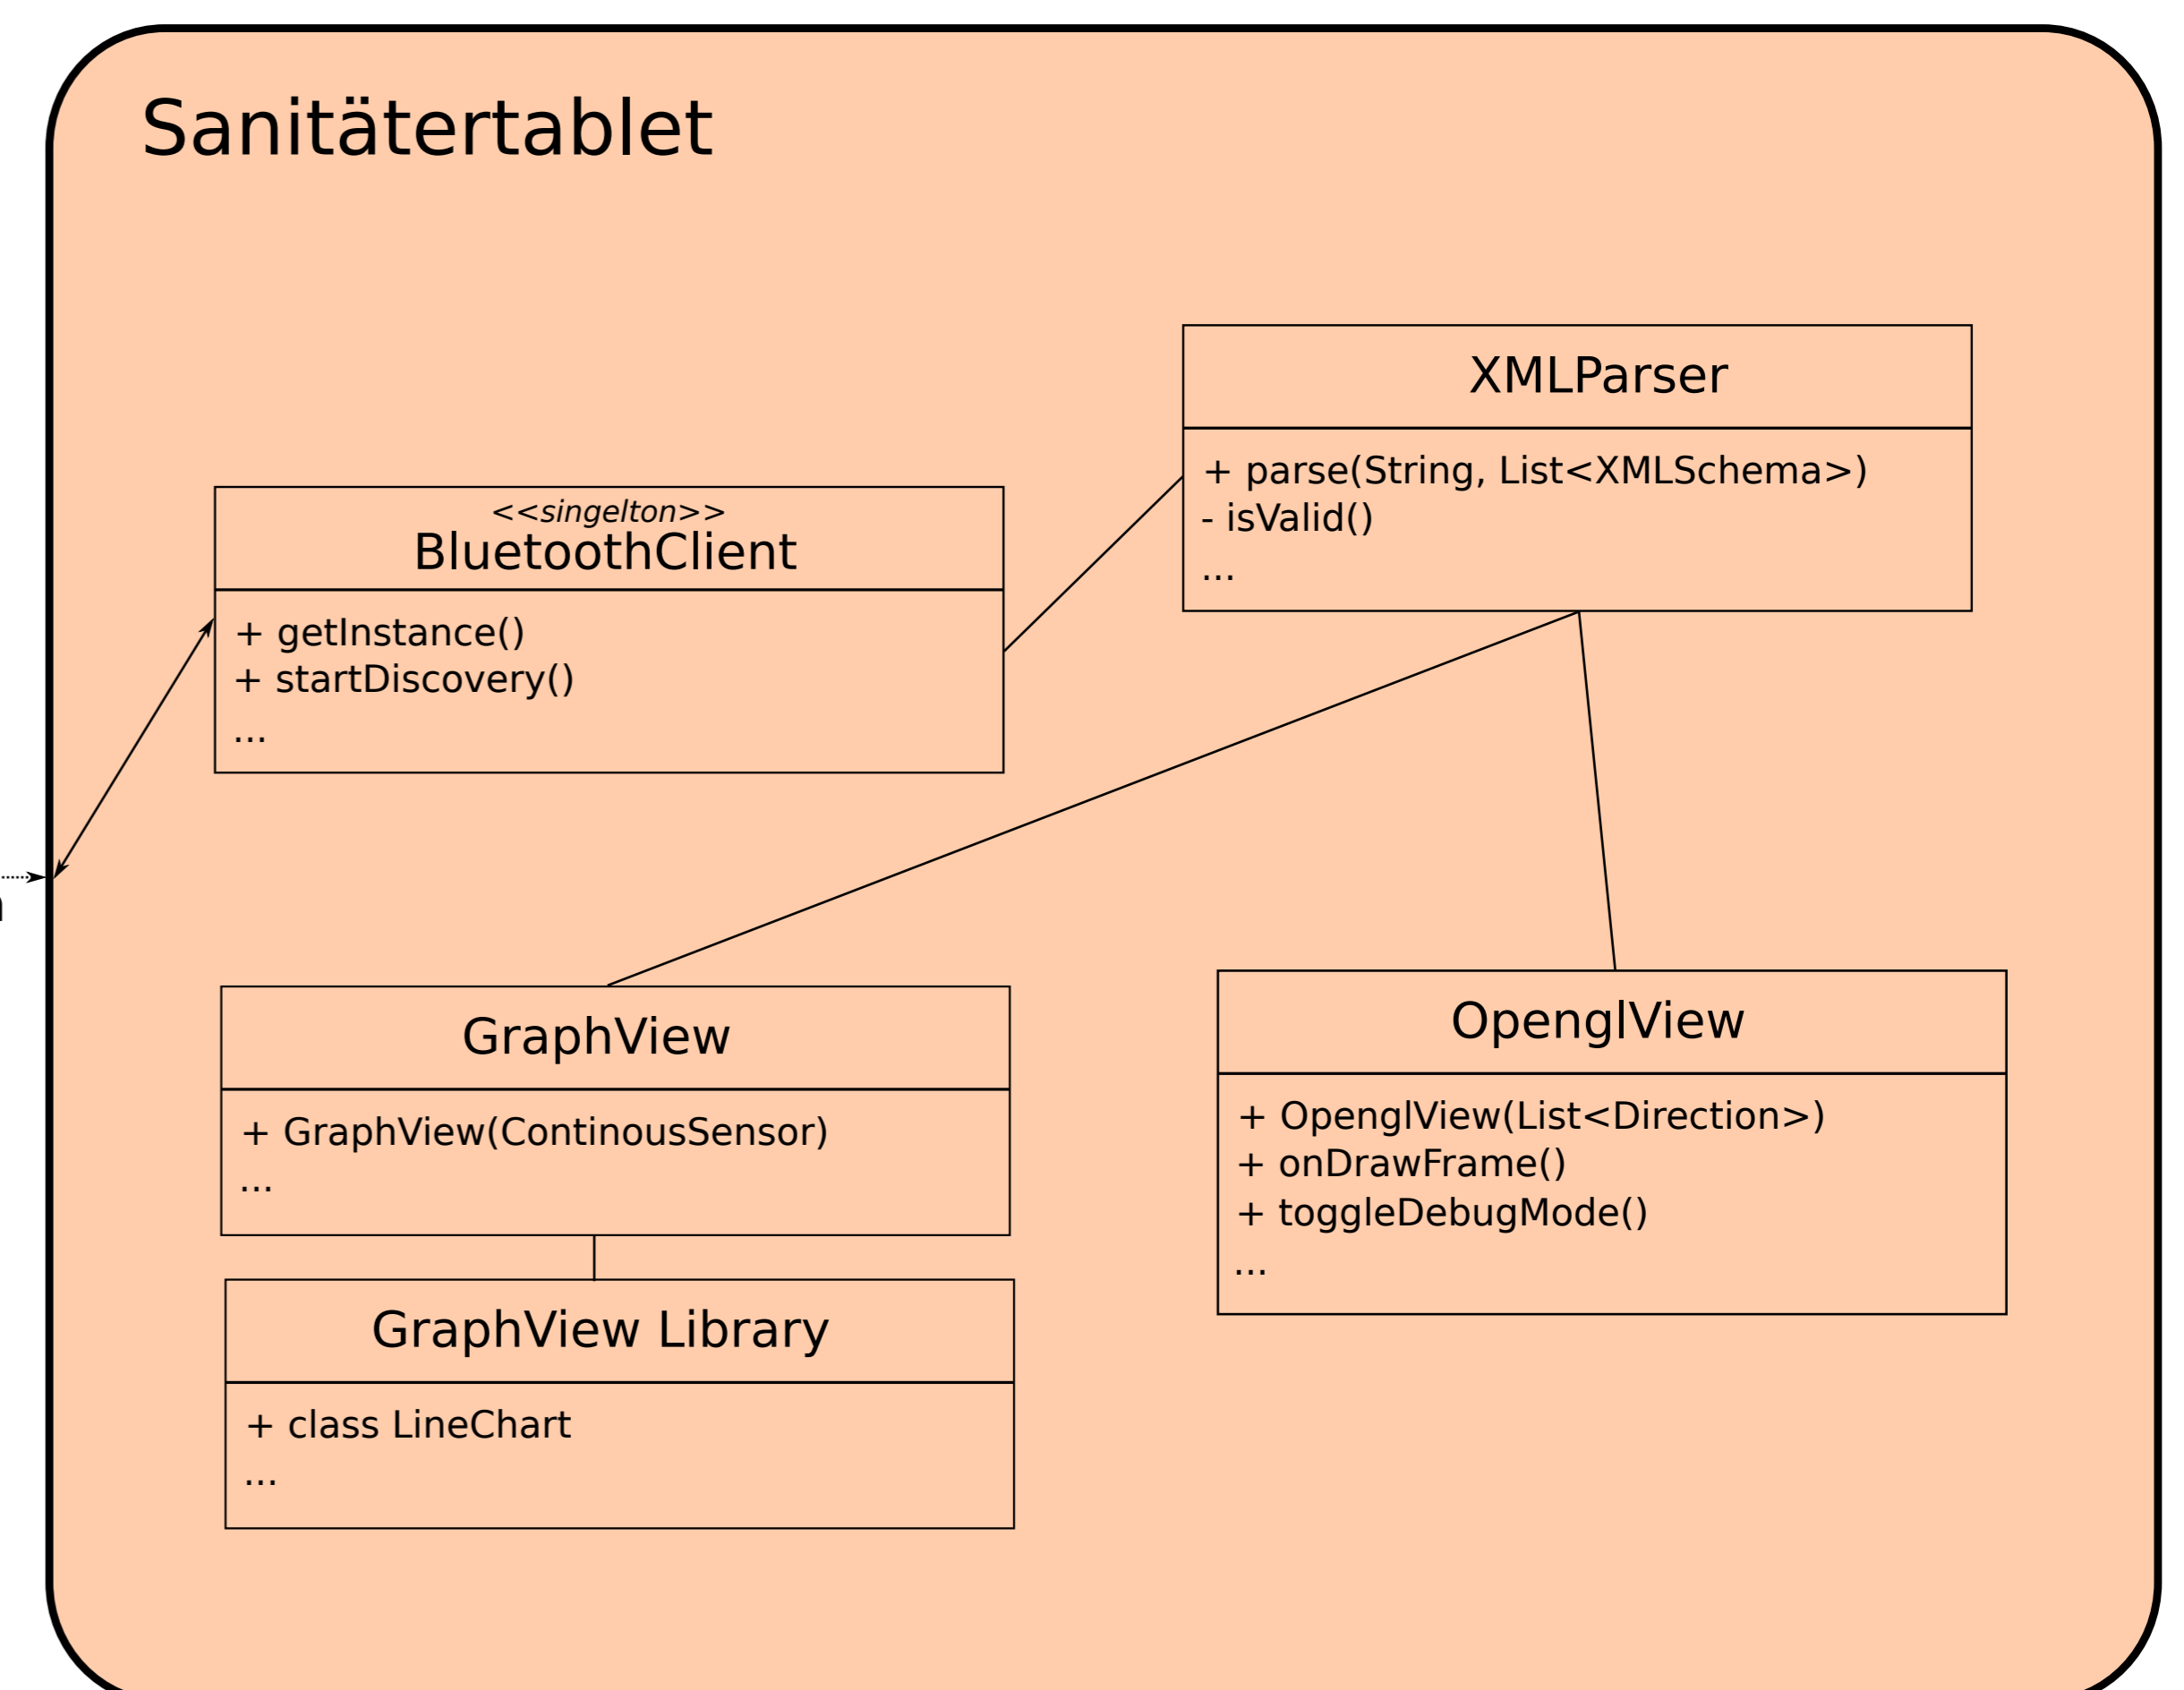 Sanitätertablet
XMLParser
+ parse(String, List<XMLSchema>)
- isValid()
...
<<singelton>>
BluetoothClient
+ getInstance()
+ startDiscovery()
...
GraphView
+ GraphView(ContinousSensor)
...
OpenglView
+ OpenglView(List<Direction>)
+ onDrawFrame()
+ toggleDebugMode()
...
GraphView Library
+ class LineChart
...